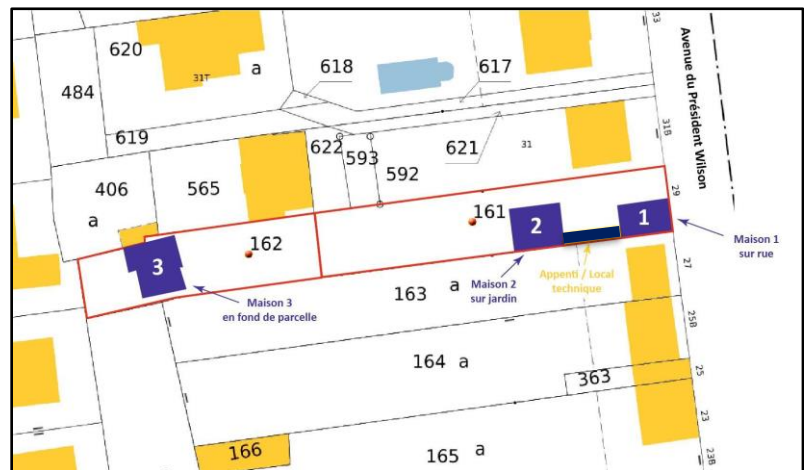 33
620
31T
a
618
617
484
Avenue du Président Wilson
31B
619
622
593
592
621
31
406
a
565
29
161
162
2
1
Maison 1
sur rue
3
Maison 2
sur jardin
Appenti / Local
technique
27
Maison 3
en fond de parcelle
163
a
25B
164 a
363
25
23
166
165
a
23B